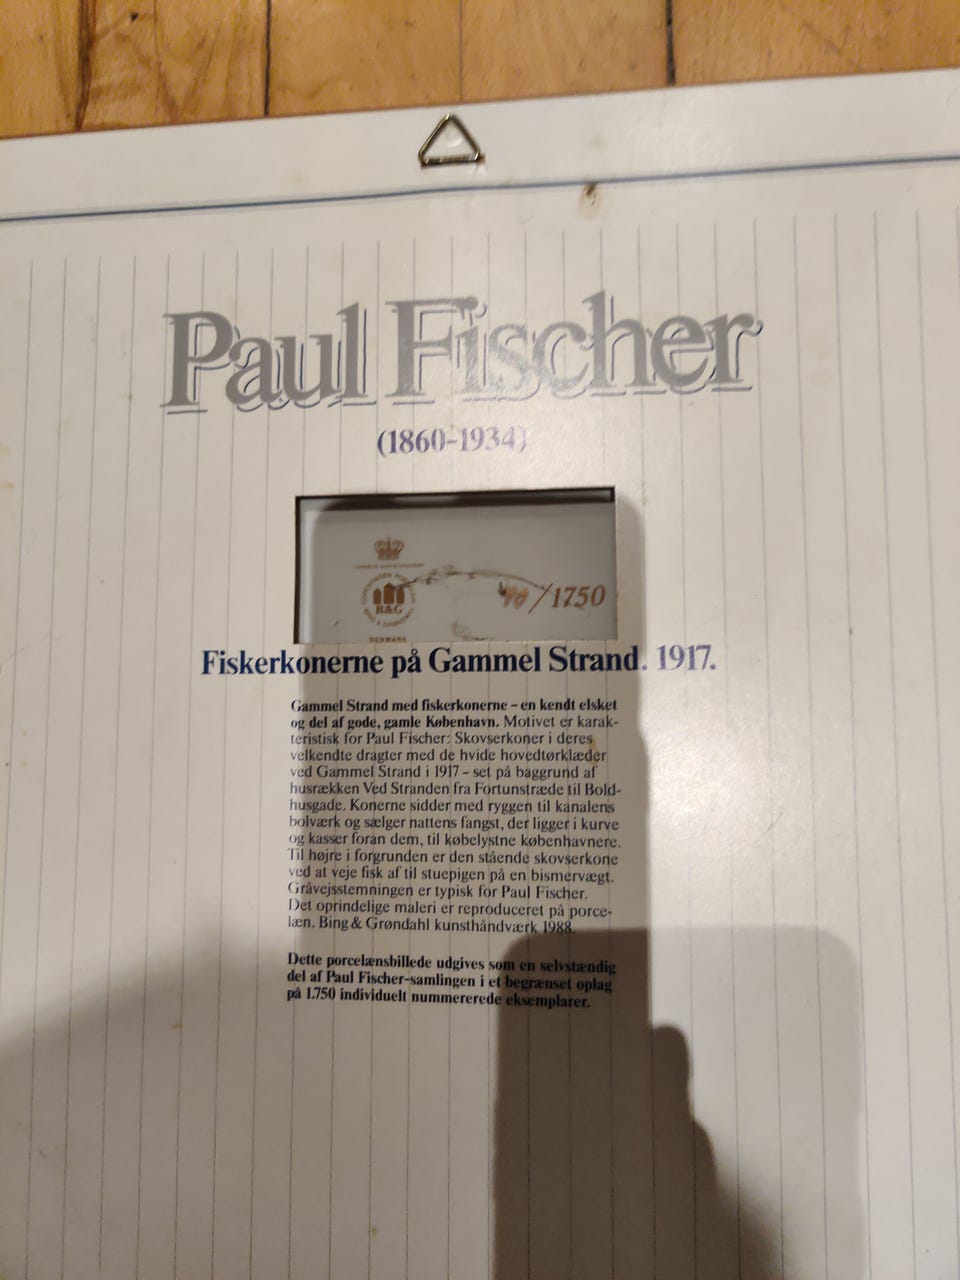 Paul Fischer
(1860-1934)
B&G
DENMARK
/1750
Fiskerkonerne på Gammel Strand. 1917.
Gammel Strand med fiskerkonerne – en kendt elsket
og del af gode, gamle København. Motivet er karak-
teristisk for Paul Fischer: Skovserkoner i deres
velkendte dragter med de hvide hovedtørklæder
ved Gammel Strand i 1917 – set på baggrund af
husrækken Ved Stranden fra Fortunstræde til Bold-
husgade. Konerne sidder med ryggen til kanalens
bolværk og sælger nattens fangst, der ligger i kurve
og kasser foran dem, til købelystne københavnere.
Til højre i forgrunden er den stående skovserkone
ved at veje fisk af til stuepigen på en bismervægt.
Gråvejsstemningen er typisk for Paul Fischer.
Det oprindelige maleri er reproduceret på porce-
læn. Bing & Grøndahl kunsthåndværk 1988.
Dette porcelænsbillede udgives som en selvstændig
del af Paul Fischer-samlingen i et begrænset oplag
på 1.750 individuelt nummererede eksemplarer.